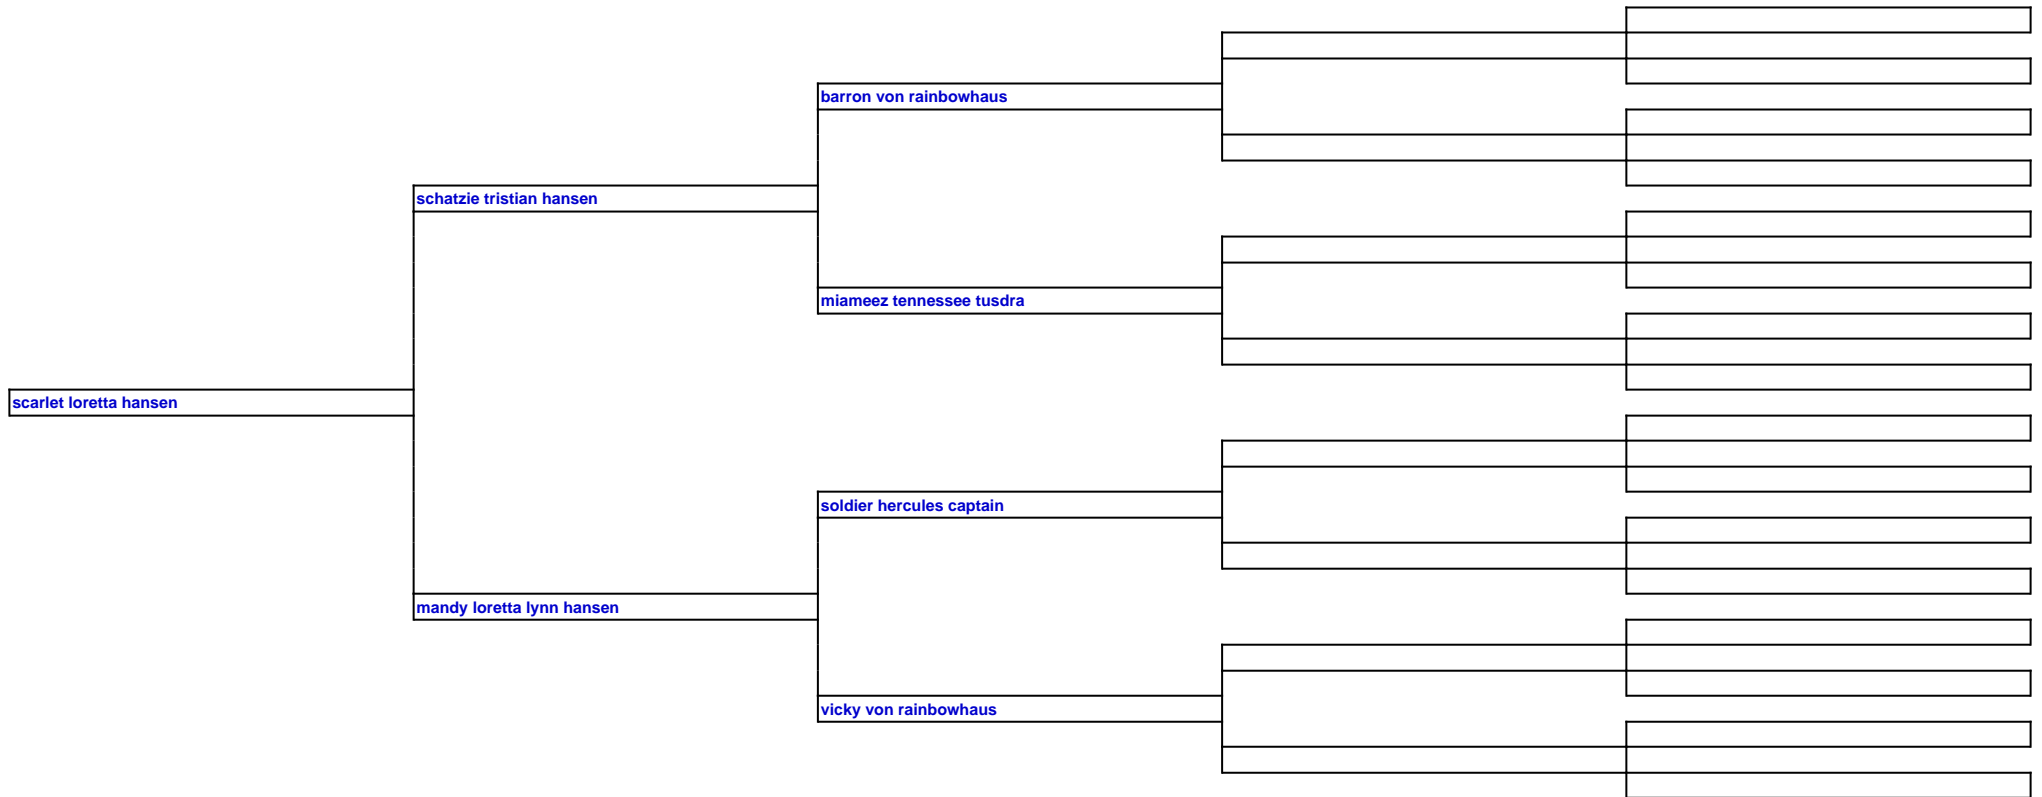 barron von rainbowhaus
schatzie tristian hansen
miameez tennessee tusdra
scarlet loretta hansen
soldier hercules captain
mandy loretta lynn hansen
vicky von rainbowhaus